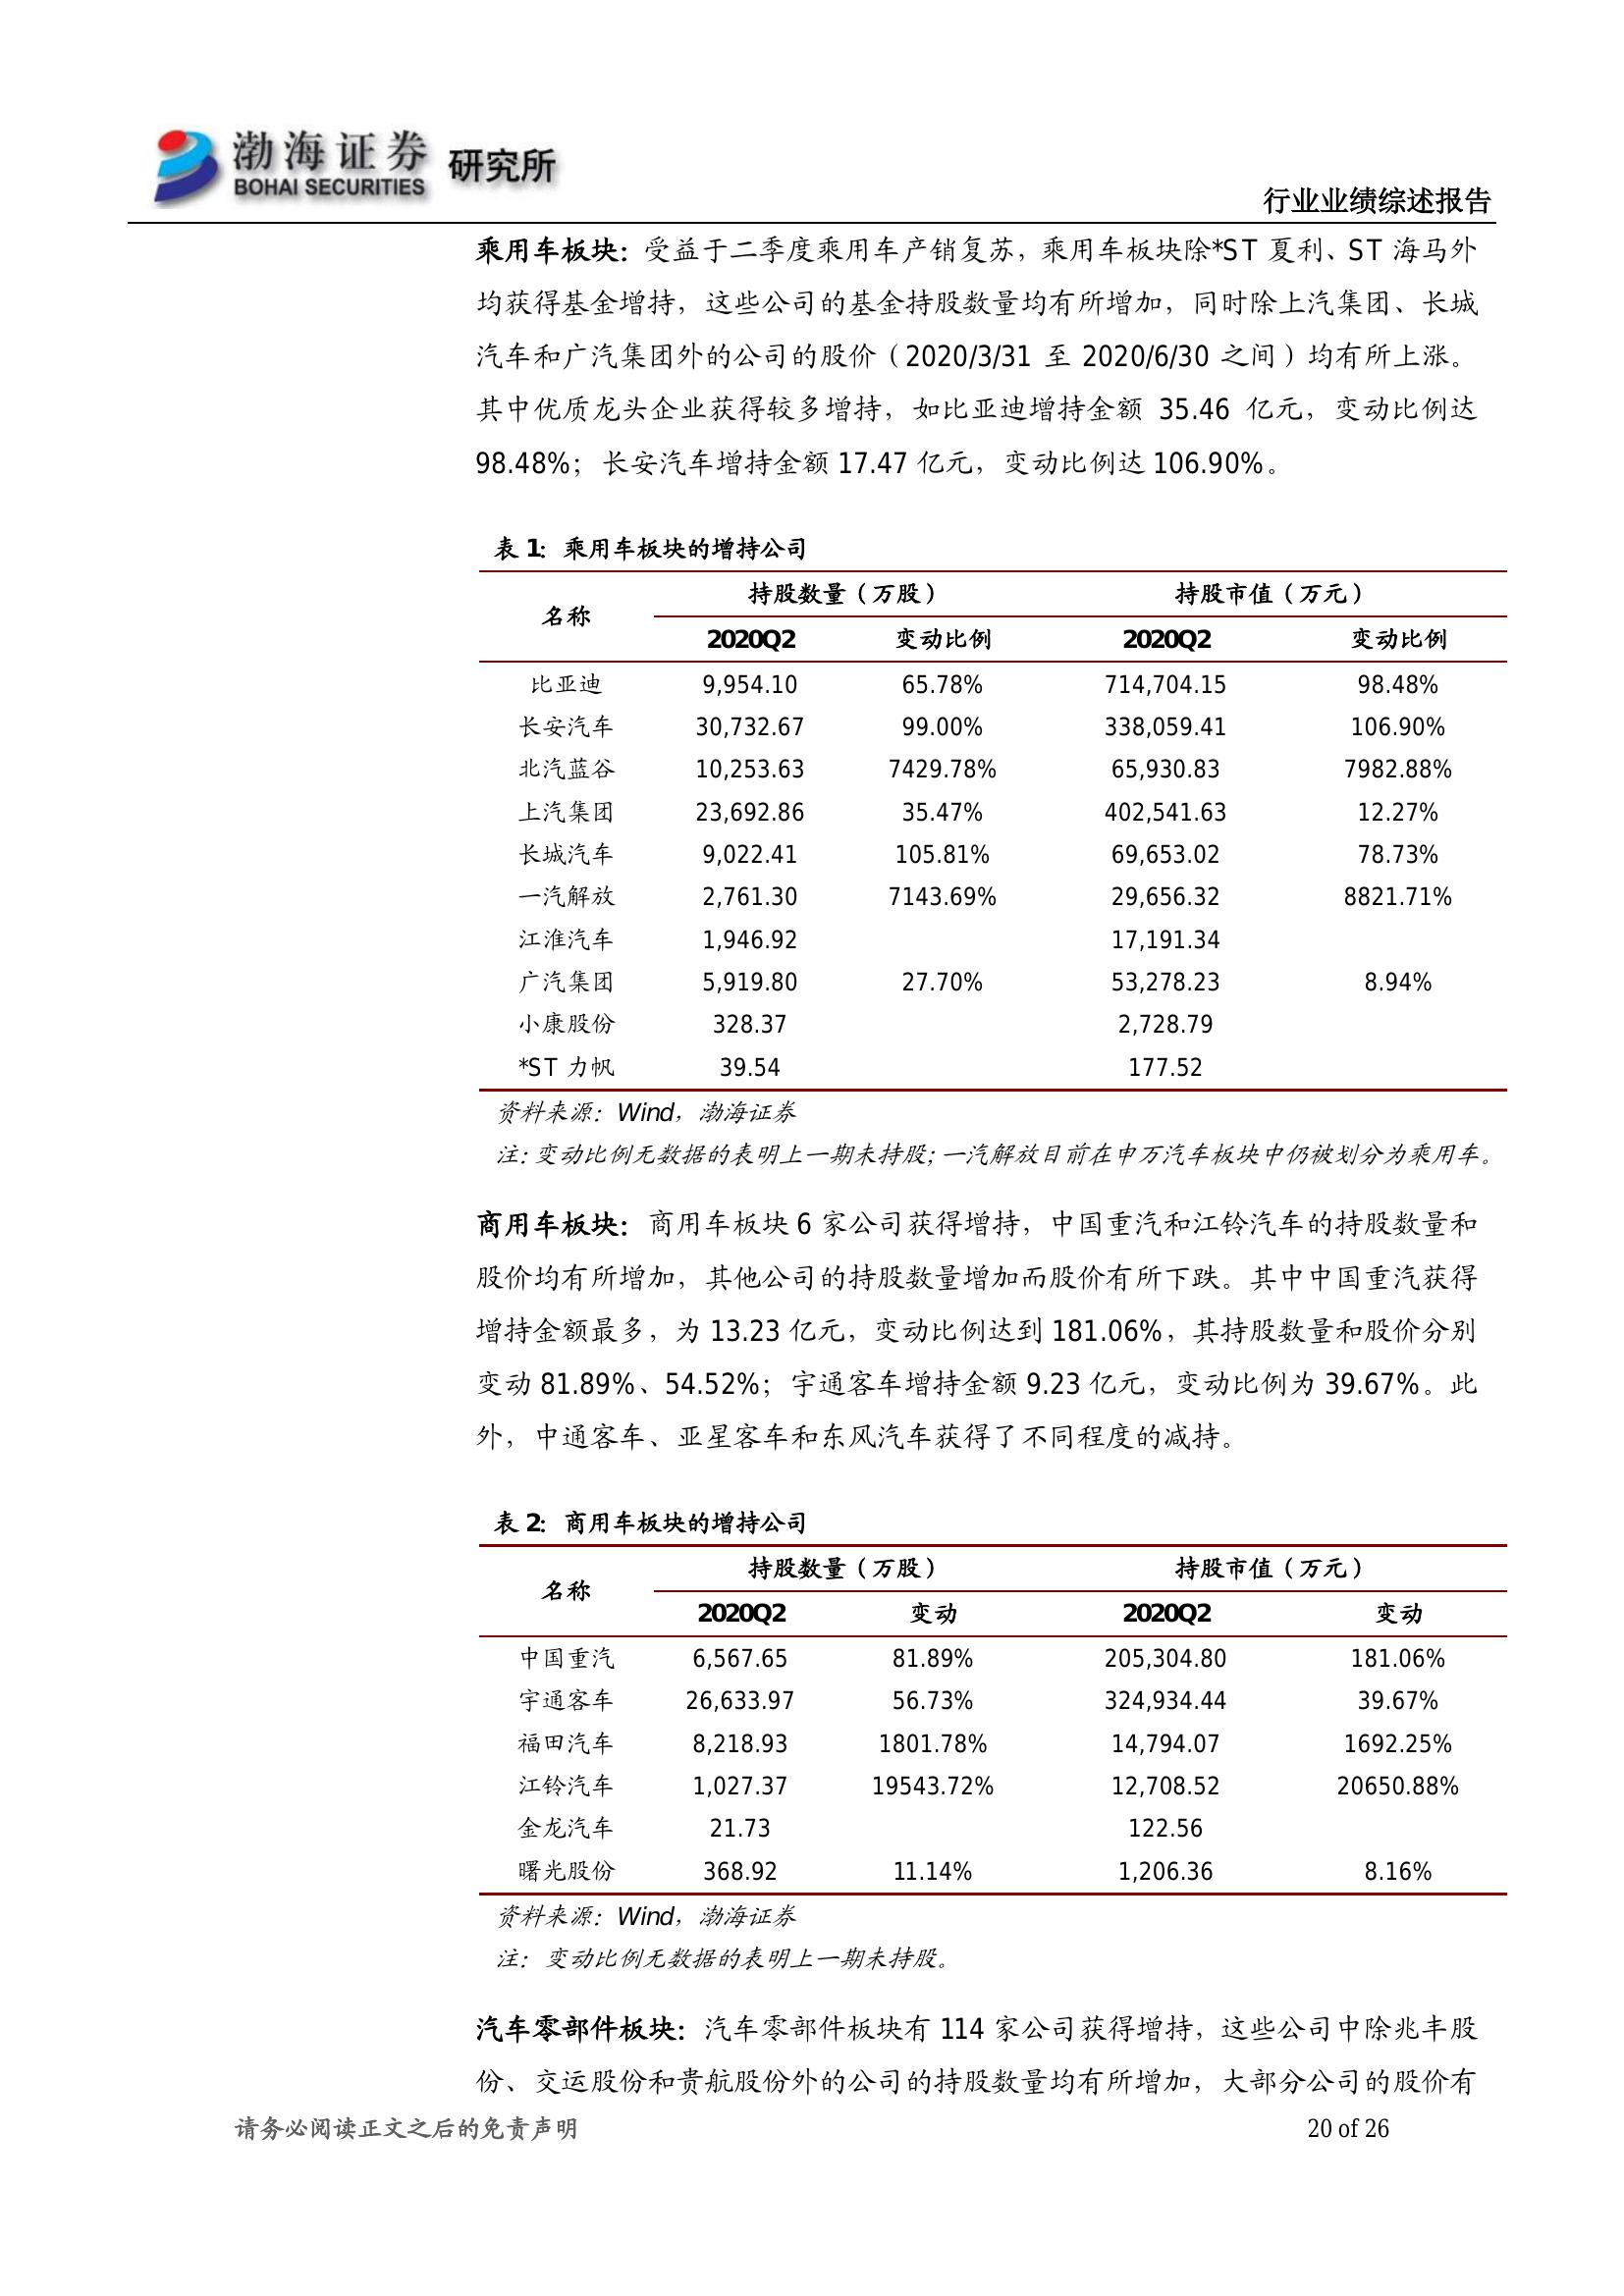 渤海证券 研究所
BOHAI SECURITIES
行业业绩综述报告
乘用车板块：受益于二季度乘用车产销复苏，乘用车板块除*ST 夏利、ST 海马外
均获得基金增持，这些公司的基金持股数量均有所增加，同时除上汽集团、长城
汽车和广汽集团外的公司的股价（2020/3/31 至 2020/6/30 之间）均有所上涨。
其中优质龙头企业获得较多增持，如比亚迪增持金额 35.46 亿元，变动比例达
98.48%；长安汽车增持金额 17.47 亿元，变动比例达 106.90%。
表 1：乘用车板块的增持公司
名称 持股数量（万股） 持股市值（万元）
2020Q2 变动比例 2020Q2 变动比例
比亚迪 9,954.10 65.78% 714,704.15 98.48%
长安汽车 30,732.67 99.00% 338,059.41 106.90%
北汽蓝谷 10,253.63 7429.78% 65,930.83 7982.88%
上汽集团 23,692.86 35.47% 402,541.63 12.27%
长城汽车 9,022.41 105.81% 69,653.02 78.73%
一汽解放 2,761.30 7143.69% 29,656.32 8821.71%
江淮汽车 1,946.92 17,191.34
广汽集团 5,919.80 27.70% 53,278.23 8.94%
小康股份 328.37 2,728.79
*ST 力帆 39.54 177.52
资料来源：Wind，渤海证券
注：变动比例无数据的表明上一期未持股；一汽解放目前在申万汽车板块中仍被划分为乘用车。
商用车板块：商用车板块 6 家公司获得增持，中国重汽和江铃汽车的持股数量和
股价均有所增加，其他公司的持股数量增加而股价有所下跌。其中中国重汽获得
增持金额最多，为 13.23 亿元，变动比例达到 181.06%，其持股数量和股价分别
变动 81.89%、54.52%；宇通客车增持金额 9.23 亿元，变动比例为 39.67%。此
外，中通客车、亚星客车和东风汽车获得了不同程度的减持。
表 2：商用车板块的增持公司
名称 持股数量（万股） 持股市值（万元）
2020Q2 变动 2020Q2 变动
中国重汽 6,567.65 81.89% 205,304.80 181.06%
宇通客车 26,633.97 56.73% 324,934.44 39.67%
福田汽车 8,218.93 1801.78% 14,794.07 1692.25%
江铃汽车 1,027.37 19543.72% 12,708.52 20650.88%
金龙汽车 21.73 122.56
曙光股份 368.92 11.14% 1,206.36 8.16%
资料来源：Wind，渤海证券
注：变动比例无数据的表明上一期未持股。
汽车零部件板块：汽车零部件板块有 114 家公司获得增持，这些公司中除兆丰股
份、交运股份和贵航股份外的公司的持股数量均有所增加，大部分公司的股价有
请务必阅读正文之后的免责声明 20 of 26